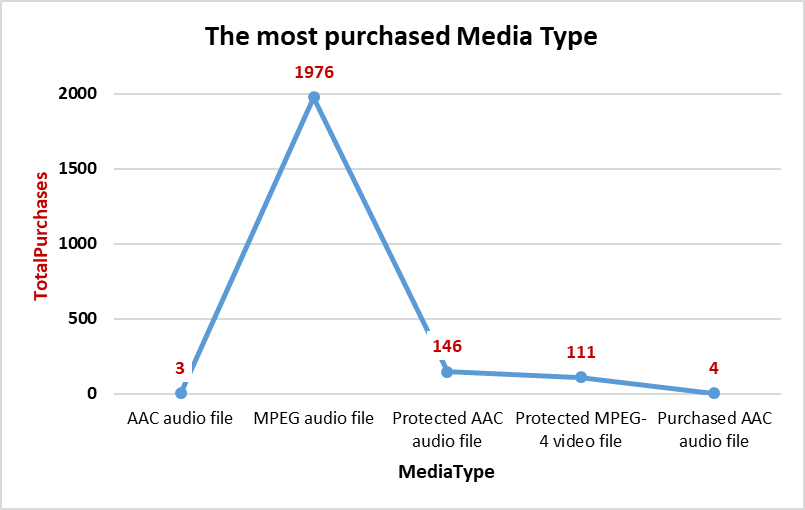 The most purchased Media Type
1976
2000
1500
TotalPurchases
1000
500
3
146
111
4
0
AAC audio file
MPEG audio file
Protected AAC
audio file
Protected MPEG-
4 video file
Purchased AAC
audio file
MediaType